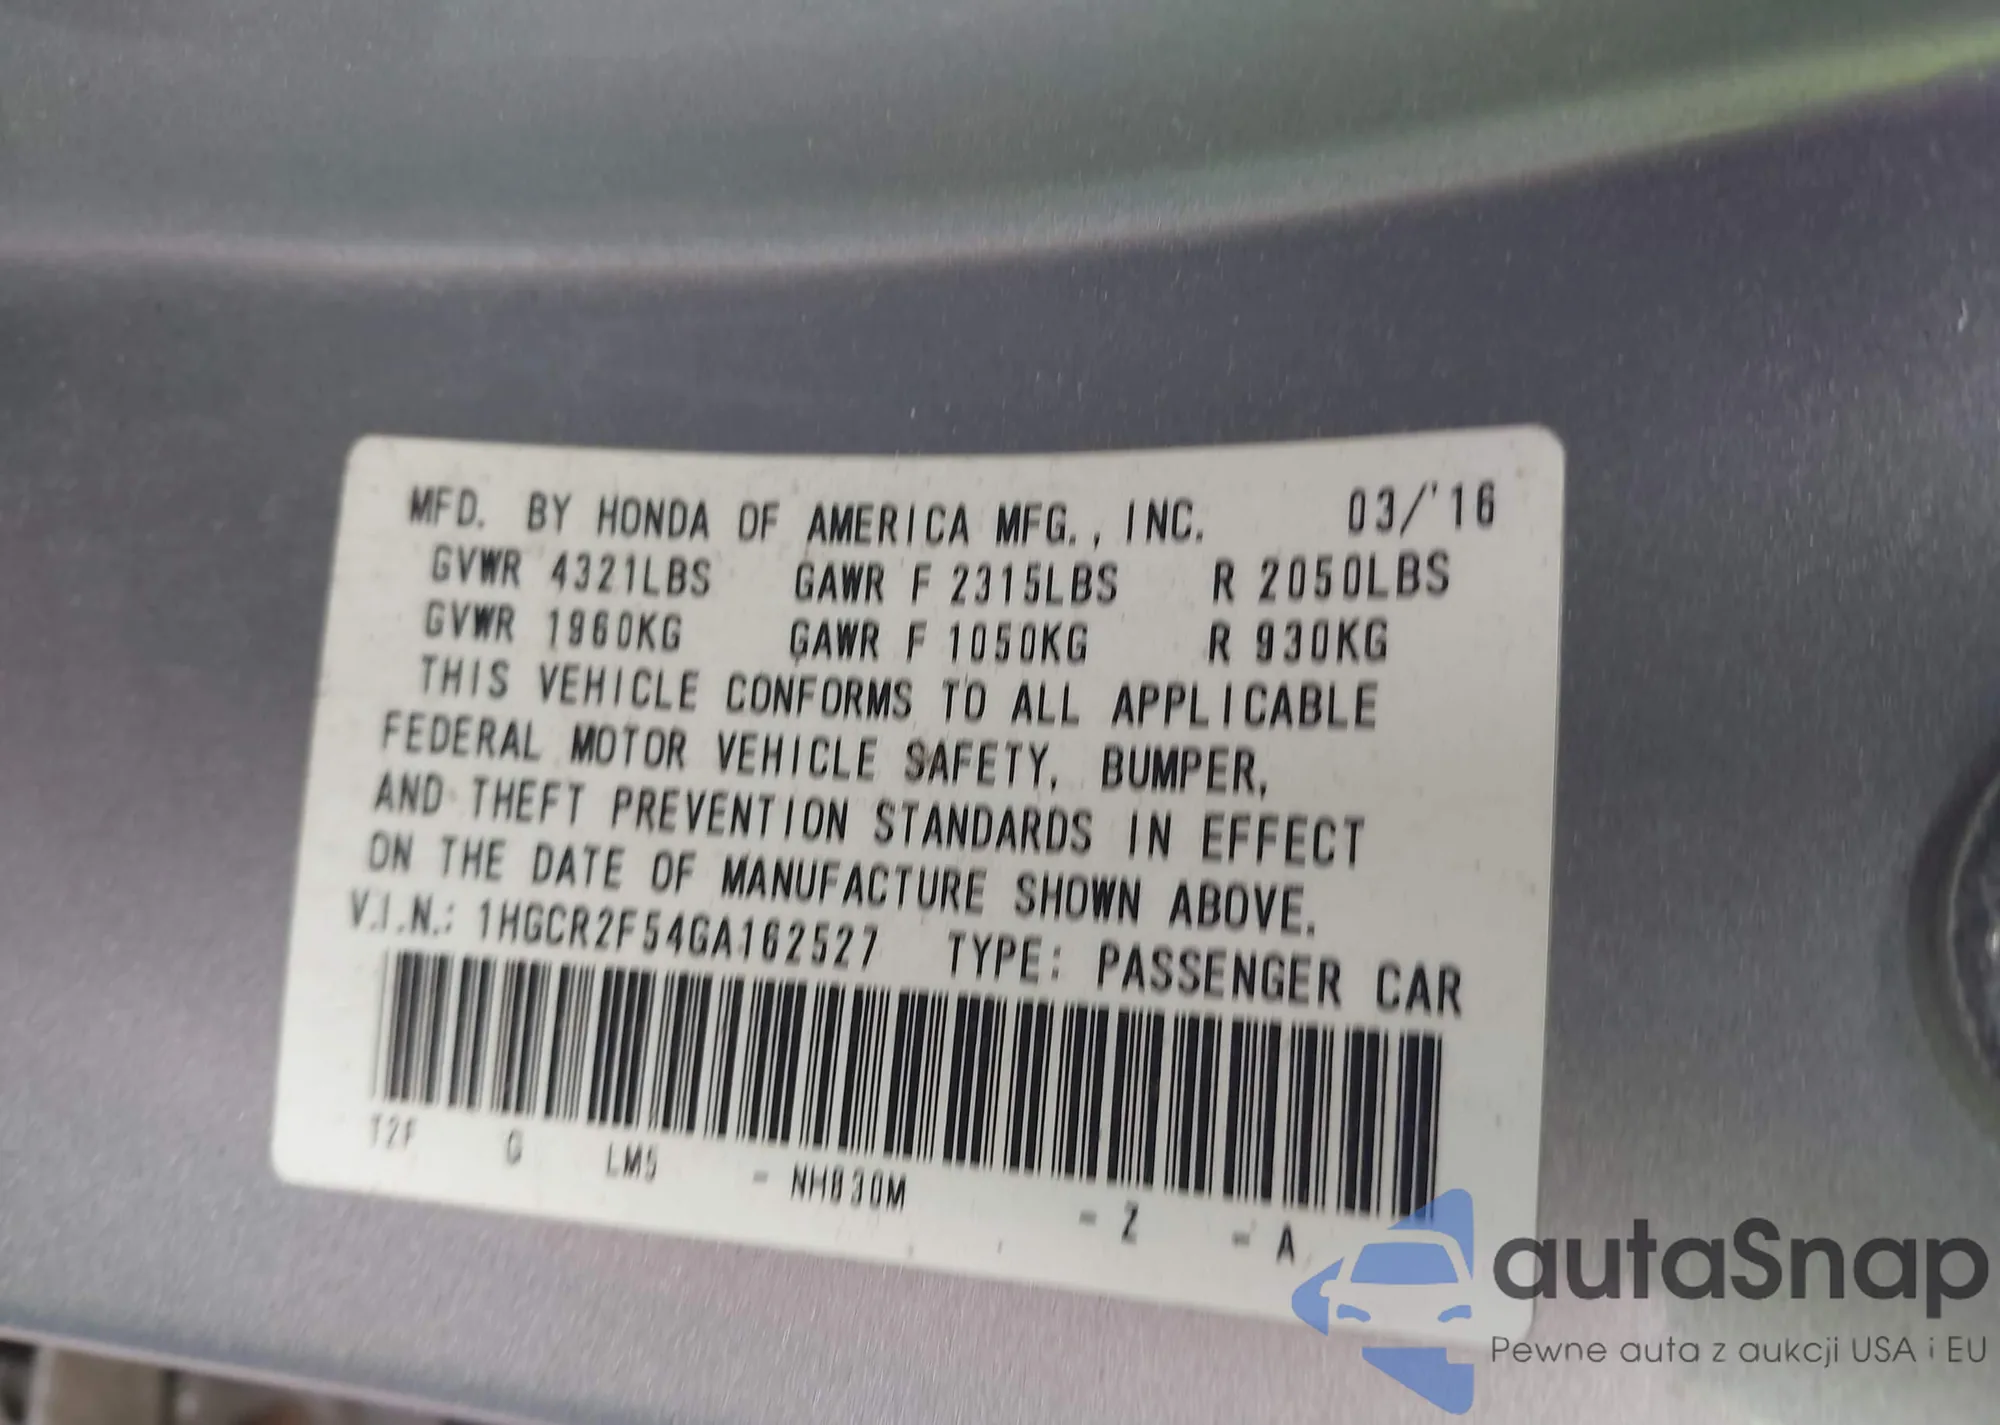 MFD. BY HONDA OF AMERICA MFG., INC. 03/'16
GVWR 4321LBS GAWR F 2315LBS R 2050LBS
GVWR 1960KG GAWR F 1050KG R 930KG
THIS VEHICLE CONFORMS TO ALL APPLICABLE
FEDERAL MOTOR VEHICLE SAFETY, BUMPER,
AND THEFT PREVENTION STANDARDS IN EFFECT
ON THE DATE OF MANUFACTURE SHOWN ABOVE.
V.I.N.: 1HGCR2F54GA162527 TYPE: PASSENGER CAR
T2F G LM5 - NH830M - Z - A
autaSnap
Pewne auta z aukcji USA i EU